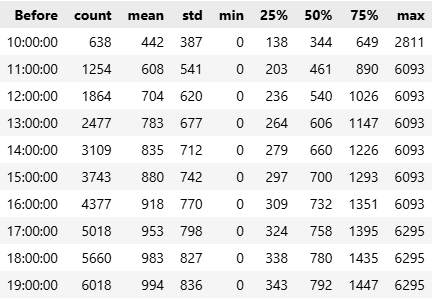 Before count mean std min 25% 50% 75% max
10:00:00 638 442 387 0 138 344 649 2811
11:00:00 1254 608 541 0 203 461 890 6093
12:00:00 1864 704 620 0 236 540 1026 6093
13:00:00 2477 783 677 0 264 606 1147 6093
14:00:00 3109 835 712 0 279 660 1226 6093
15:00:00 3743 880 742 0 297 700 1293 6093
16:00:00 4377 918 770 0 309 732 1351 6093
17:00:00 5018 953 798 0 324 758 1395 6295
18:00:00 5660 983 827 0 338 780 1435 6295
19:00:00 6018 994 836 0 343 792 1447 6295